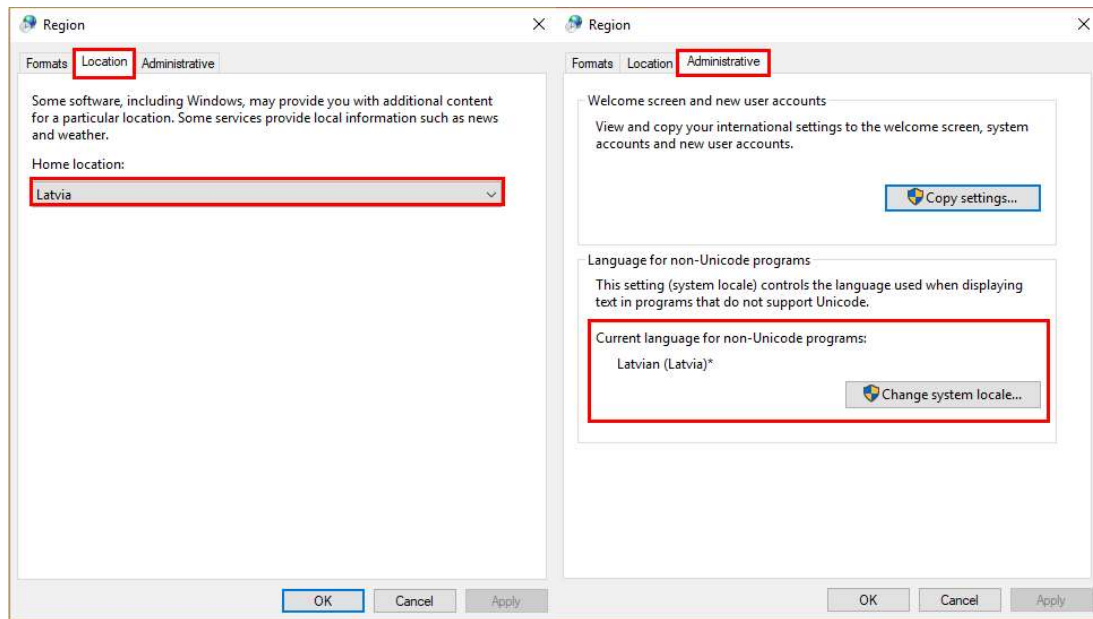 Region
Formats Location Administrative
Some software, including Windows, may provide you with additional content
for a particular location. Some services provide local information such as news
and weather.
Home location:
Latvia
OK Cancel Apply
Region
Formats Location Administrative
Welcome screen and new user accounts
View and copy your international settings to the welcome screen, system
accounts and new user accounts.
Copy settings...
Language for non-Unicode programs
This setting (system locale) controls the language used when displaying
text in programs that do not support Unicode.
Current language for non-Unicode programs:
Latvian (Latvia)*
Change system locale...
OK Cancel Apply